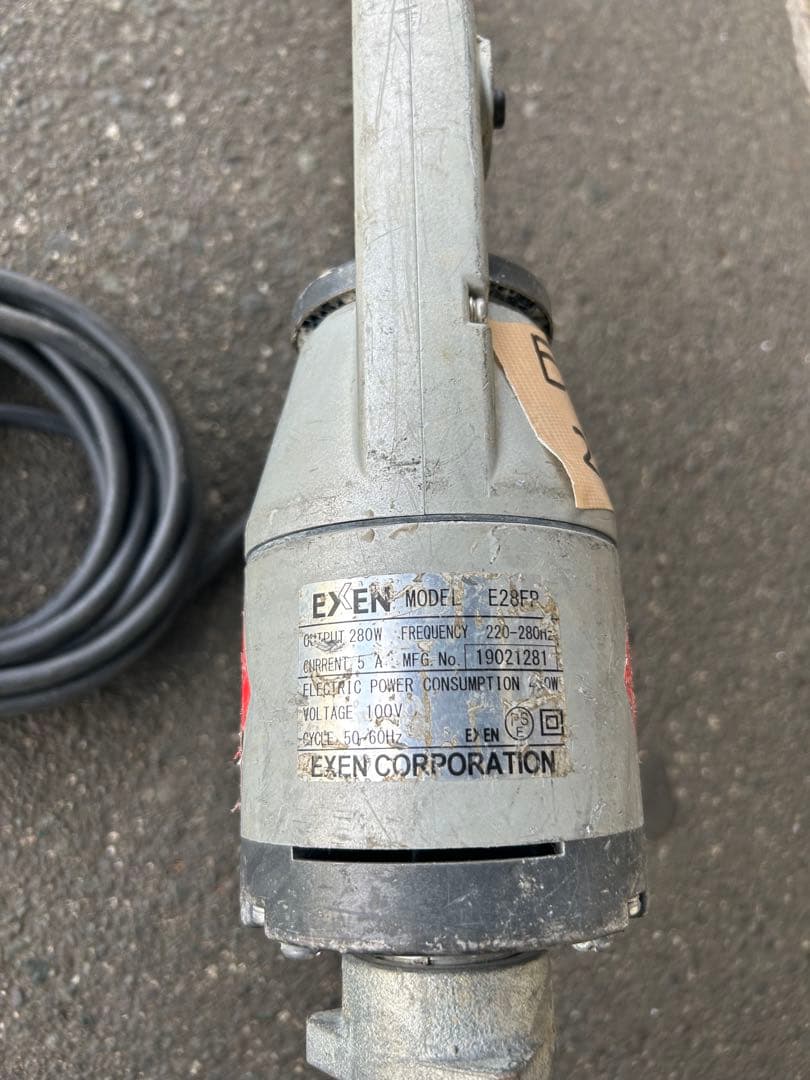 EXEN MODEL E28FP
OUTPUT 280W FREQUENCY 220-280Hz
CURRENT 5 A MFG. No. 19021281
ELECTRIC POWER CONSUMPTION
VOLTAGE 100V
CYCLE 50-60Hz EXEN PS E
EXEN CORPORATION